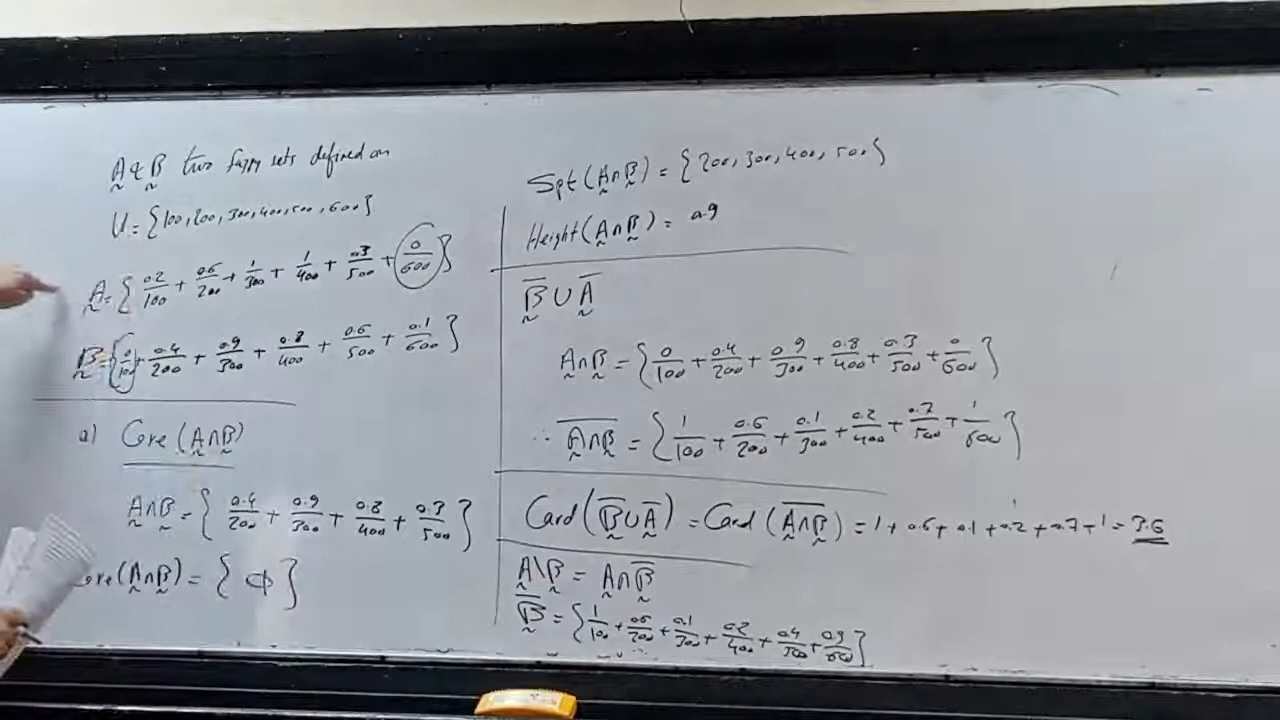 A & B two fuzzy sets defined on
U = {100, 200, 300, 400, 500, 600}
A = { 0.2/100 + 0.6/200 + 1/300 + 1/400 + 0.3/500 + 0/600 }
B = { 0/100 + 0.4/200 + 0.9/300 + 0.8/400 + 0.6/500 + 0.1/600 }
a) Core (A∩B)
A∩B = { 0.4/200 + 0.9/300 + 0.8/400 + 0.3/500 }
Core(A∩B) = { Φ }
Spt(A∩B) = {200, 300, 400, 500}
Height(A∩B) = 0.9
B̅ ∪ A̅
A∩B = { 0/100 + 0.4/200 + 0.9/300 + 0.8/400 + 0.3/500 + 0/600 }
∴ A̅∩̅B̅ = { 1/100 + 0.6/200 + 0.1/300 + 0.2/400 + 0.7/500 + 1/600 }
Card(B̅ ∪ A̅) = Card(A̅∩̅B̅) = 1 + 0.6 + 0.1 + 0.2 + 0.7 + 1 = 3.6
A\B = A∩B̅
B̅ = { 1/100 + 0.6/200 + 0.1/300 + 0.2/400 + 0.4/500 + 0.9/600 }